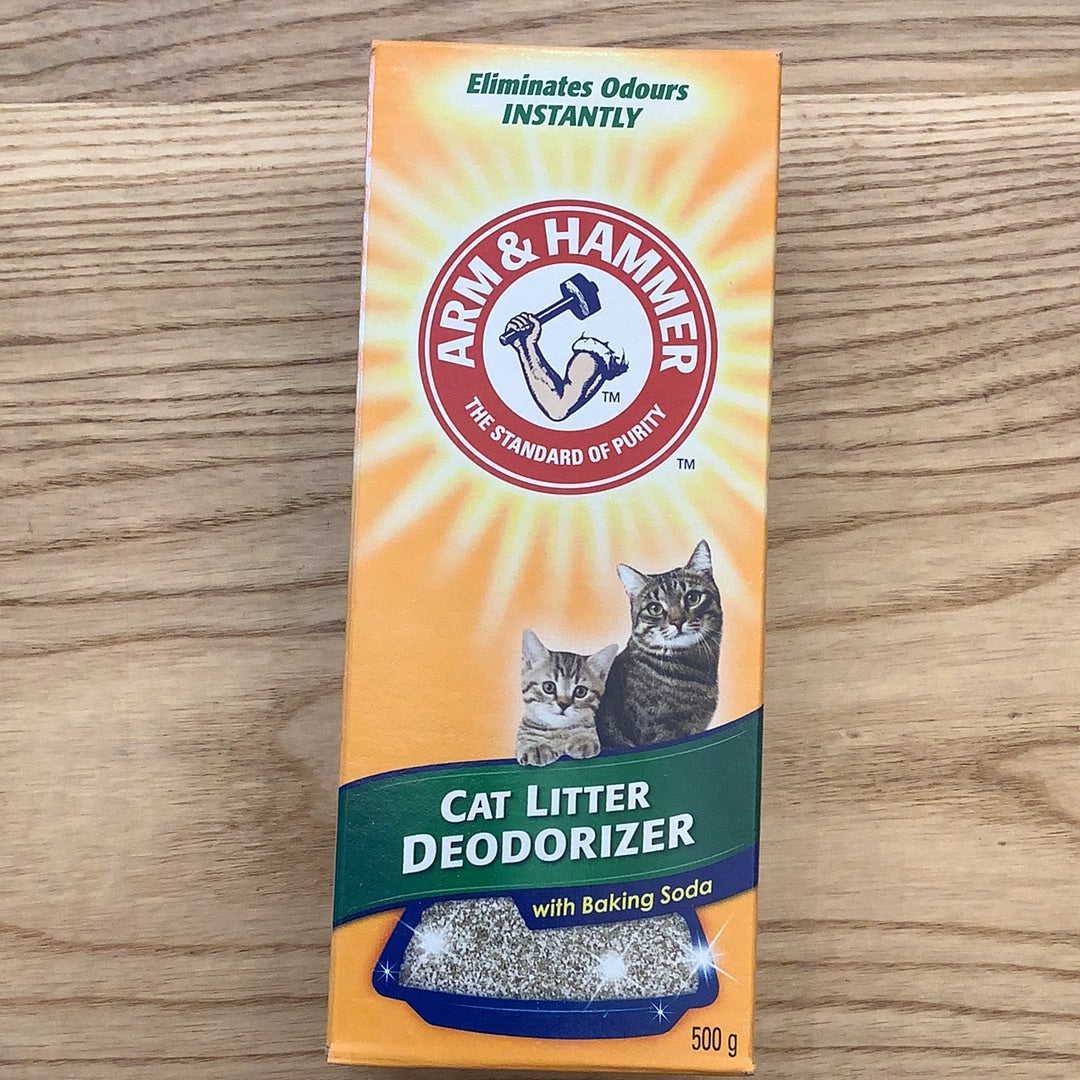 Eliminates Odours
INSTANTLY
ARM & HAMMER
TM
THE STANDARD OF PURITY
TM
CAT LITTER
DEODORIZER
with Baking Soda
500 g